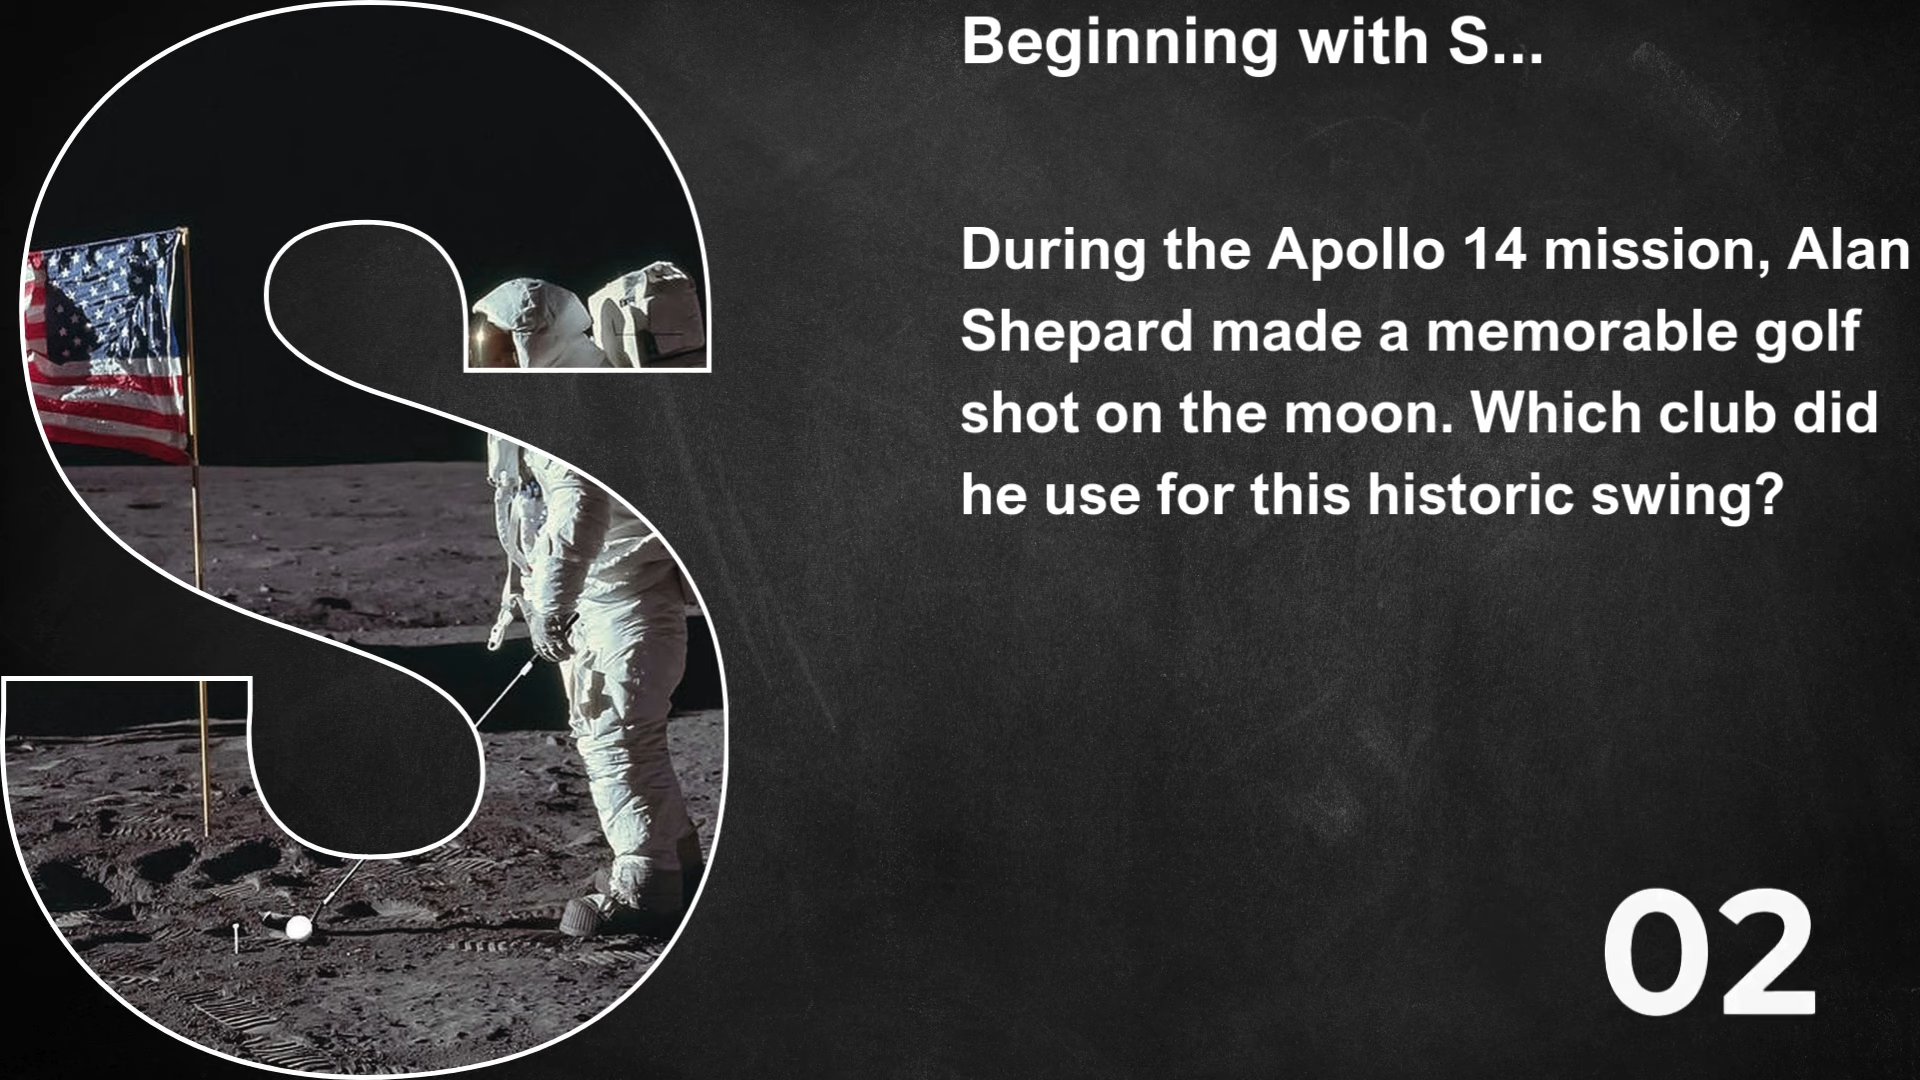 Beginning with S...
During the Apollo 14 mission, Alan
Shepard made a memorable golf
shot on the moon. Which club did
he use for this historic swing?
02